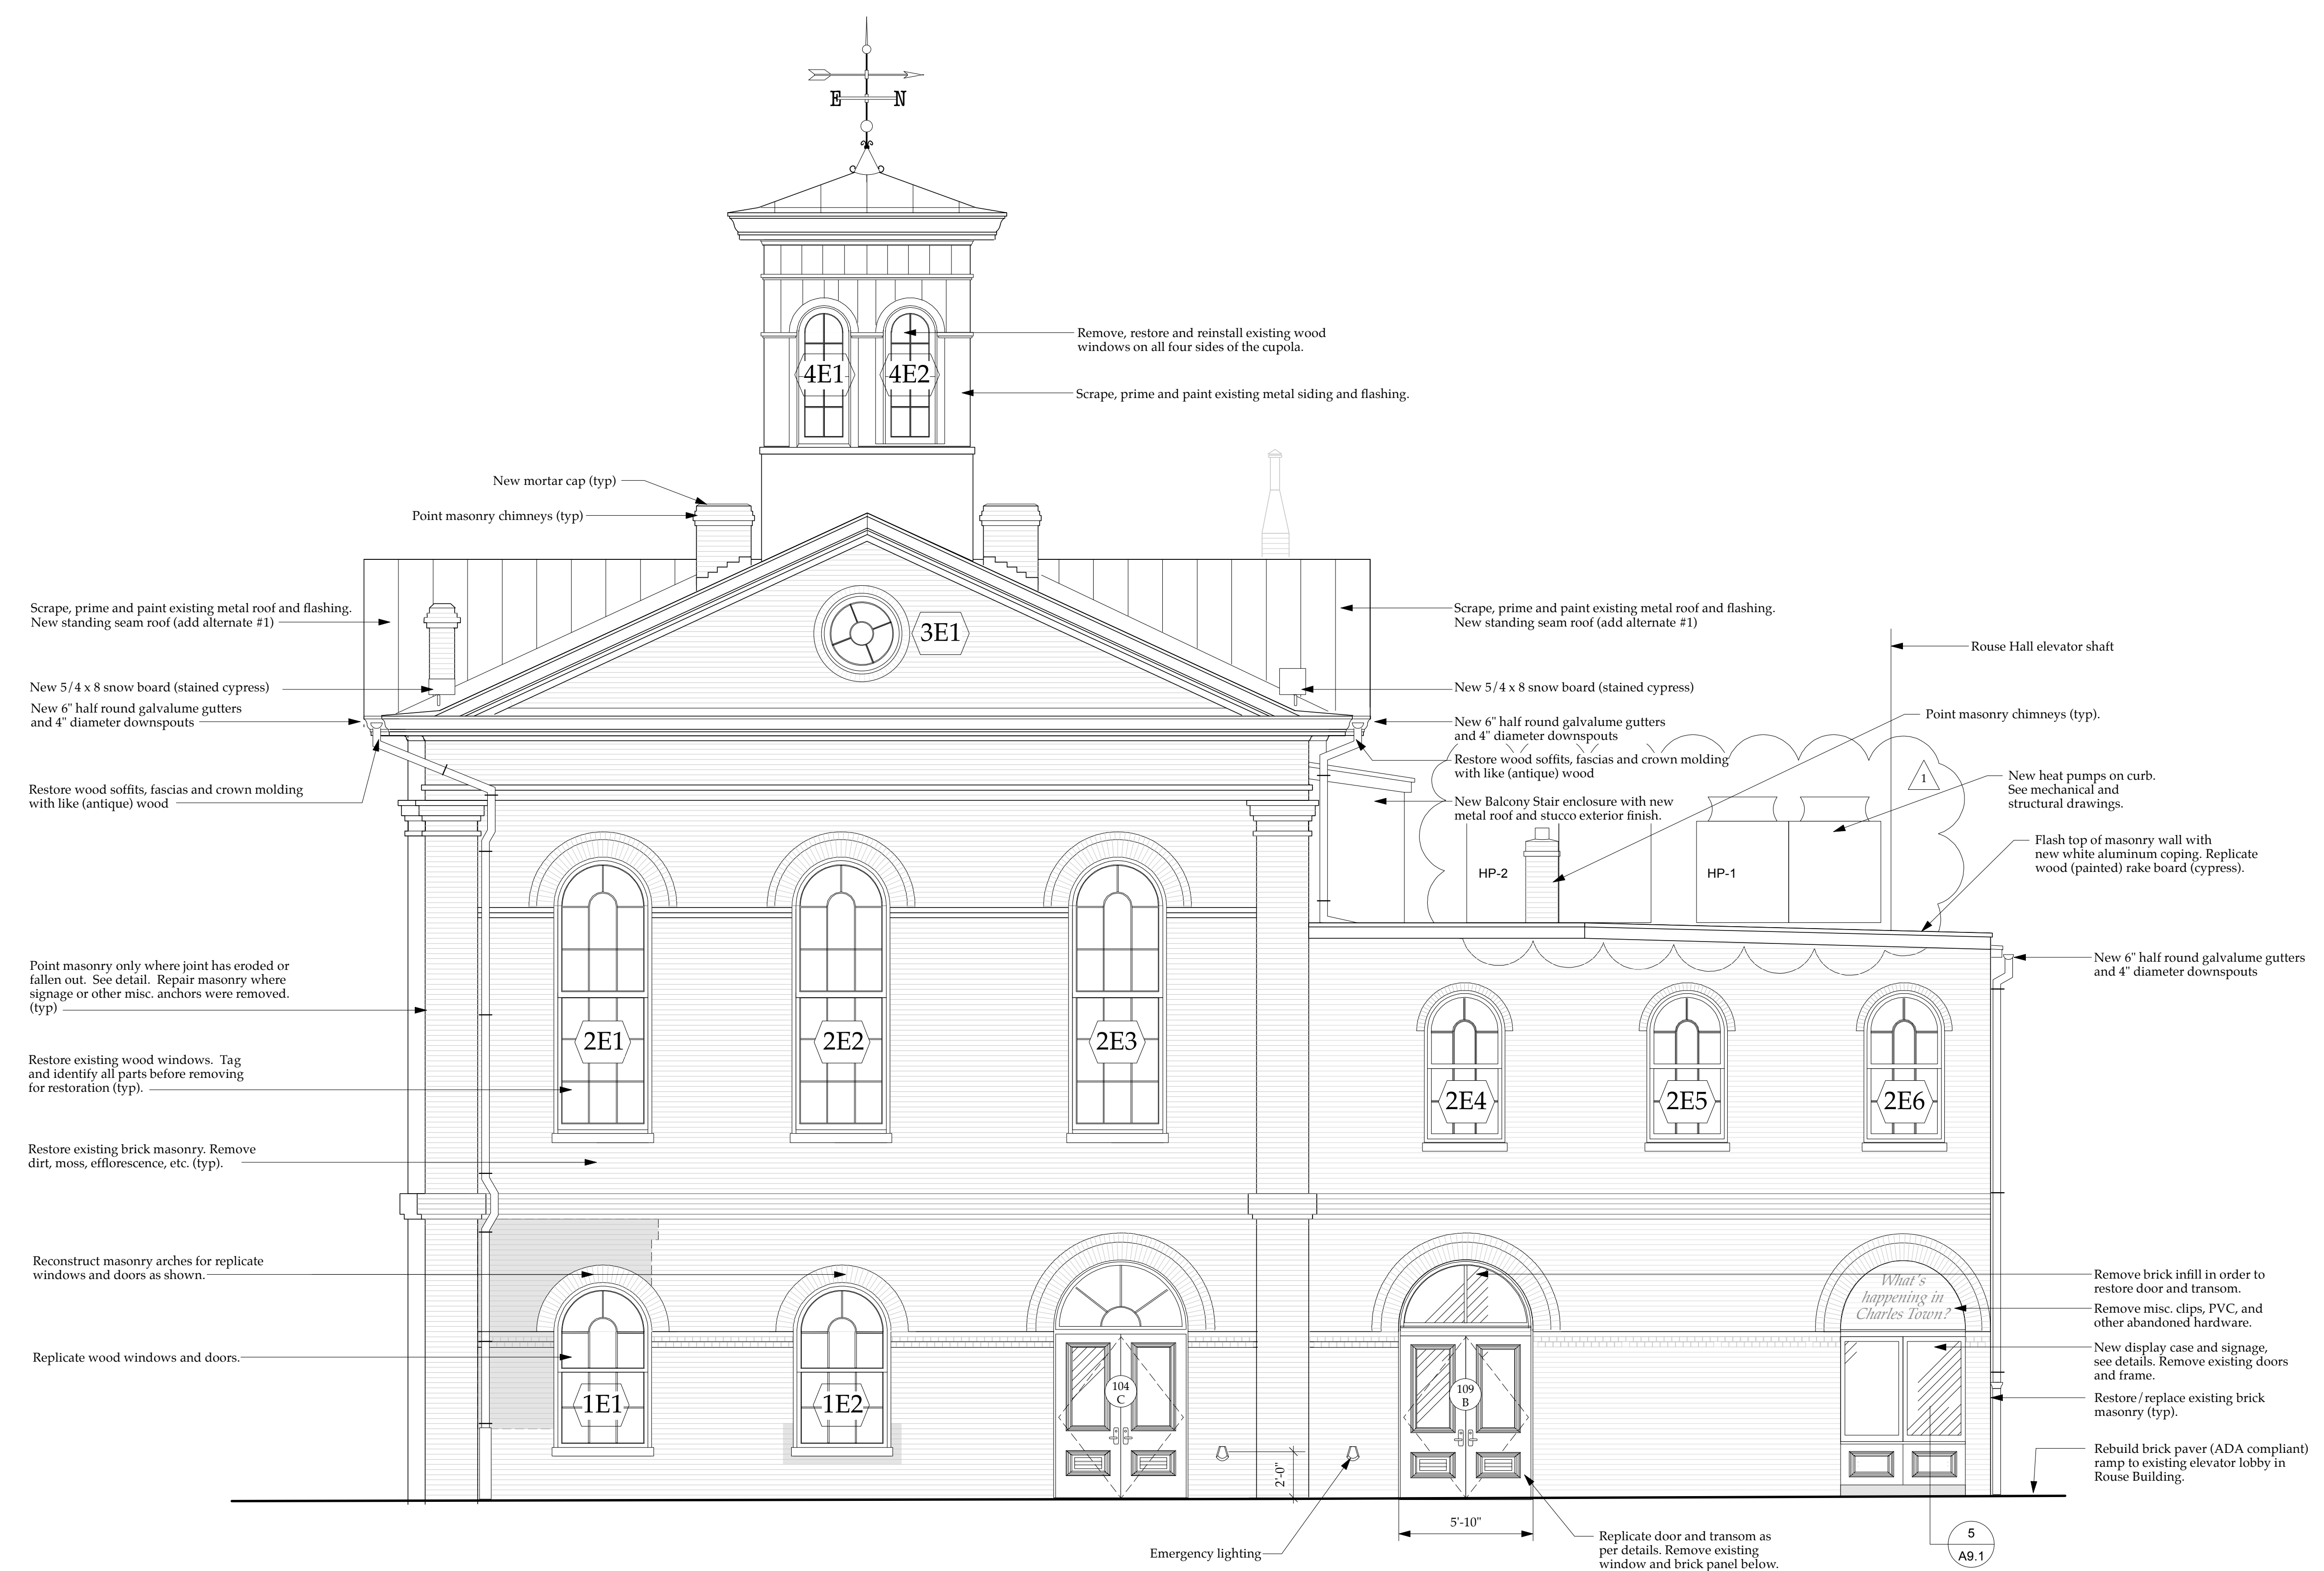 E N
Remove, restore and reinstall existing wood
windows on all four sides of the cupola.
4E1
4E2
Scrape, prime and paint existing metal siding and flashing.
New mortar cap (typ)
Point masonry chimneys (typ)
Scrape, prime and paint existing metal roof and flashing.
New standing seam roof (add alternate #1)
3E1
Scrape, prime and paint existing metal roof and flashing.
New standing seam roof (add alternate #1)
Rouse Hall elevator shaft
New 5/4 x 8 snow board (stained cypress)
New 5/4 x 8 snow board (stained cypress)
New 6" half round galvalume gutters
and 4" diameter downspouts
New 6" half round galvalume gutters
and 4" diameter downspouts
Point masonry chimneys (typ).
Restore wood soffits, fascias and crown molding
with like (antique) wood
Restore wood soffits, fascias and crown molding
with like (antique) wood
1
New heat pumps on curb.
See mechanical and
structural drawings.
New Balcony Stair enclosure with new
metal roof and stucco exterior finish.
HP-2
HP-1
Flash top of masonry wall with
new white aluminum coping. Replicate
wood (painted) rake board (cypress).
Point masonry only where joint has eroded or
fallen out. See detail. Repair masonry where
signage or other misc. anchors were removed.
(typ)
New 6" half round galvalume gutters
and 4" diameter downspouts
2E1
2E2
2E3
2E4
2E5
2E6
Restore existing wood windows. Tag
and identify all parts before removing
for restoration (typ).
Restore existing brick masonry. Remove
dirt, moss, efflorescence, etc. (typ).
Reconstruct masonry arches for replicate
windows and doors as shown.
What's
happening in
Charles Town?
Remove brick infill in order to
restore door and transom.
Remove misc. clips, PVC, and
other abandoned hardware.
Replicate wood windows and doors.
New display case and signage,
see details. Remove existing doors
and frame.
1E1
1E2
104
C
109
B
Restore/replace existing brick
masonry (typ).
2'-0"
Rebuild brick paver (ADA compliant)
ramp to existing elevator lobby in
Rouse Building.
5'-10"
Emergency lighting
Replicate door and transom as
per details. Remove existing
window and brick panel below.
5
A9.1